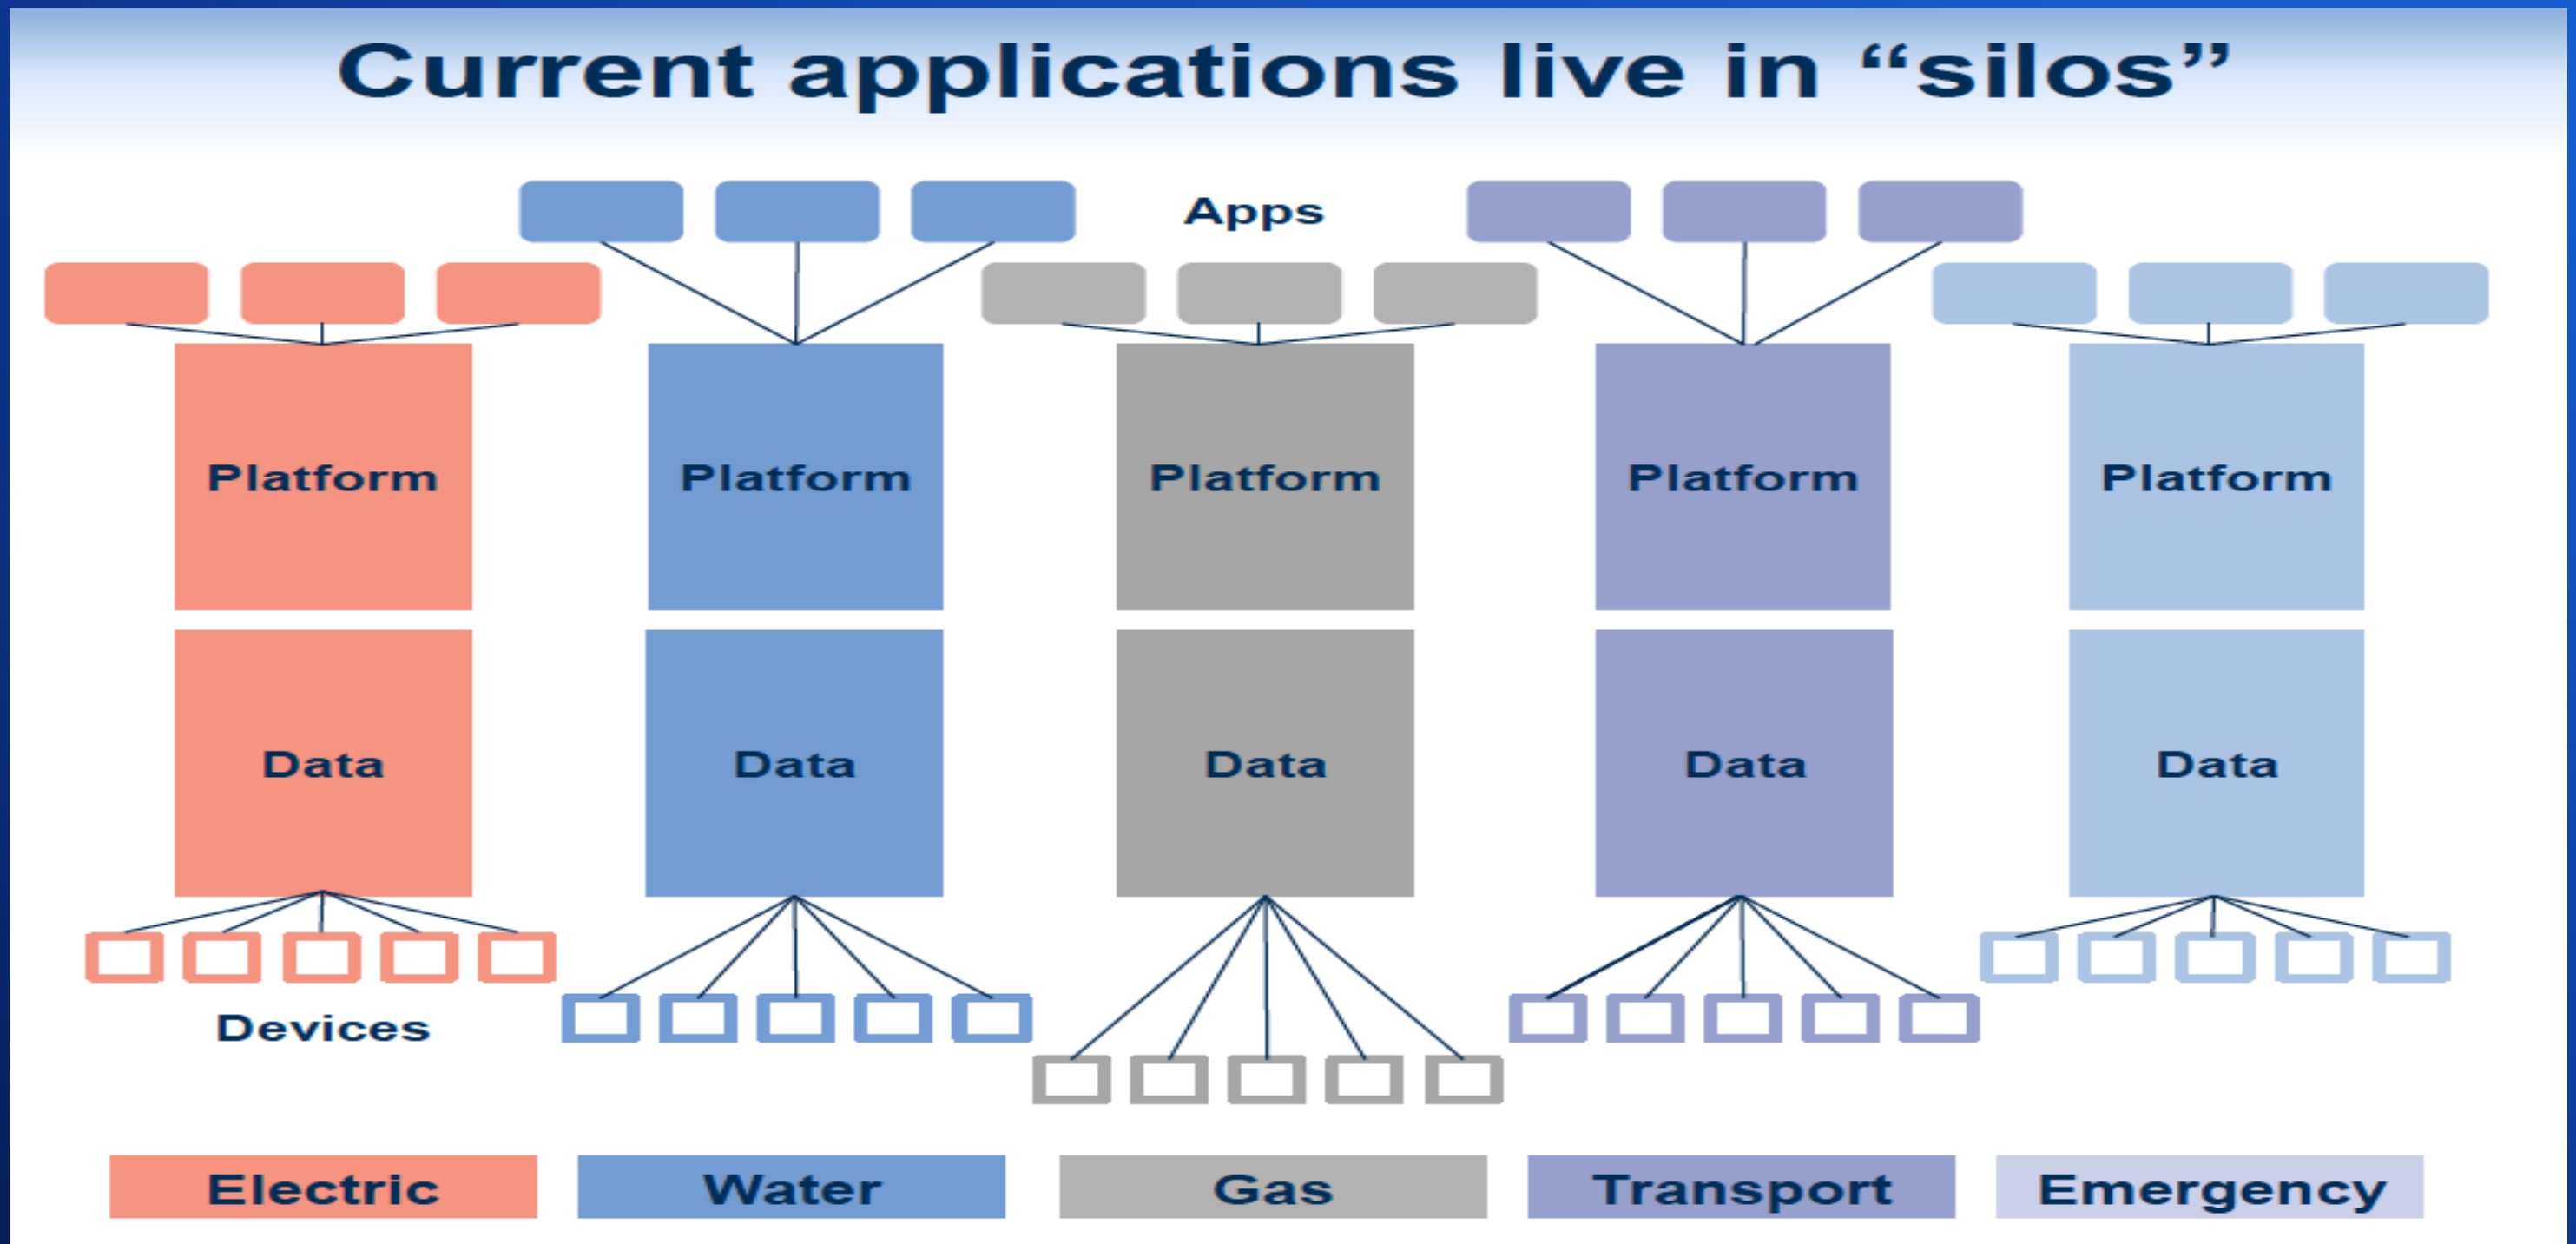 Current applications live in “silos”
Apps
Platform Platform Platform Platform Platform
Data Data Data Data Data
Devices
Electric Water Gas Transport Emergency